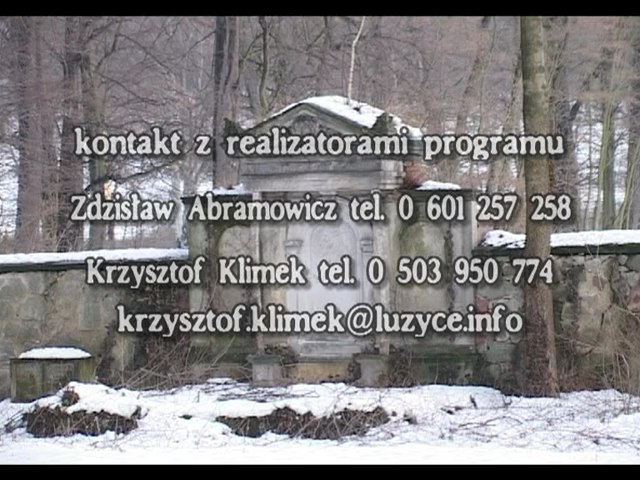 kontakt z realizatorami programu
Zdzisław Abramowicz tel. 0 601 257 258
Krzysztof Klimek tel. 0 503 950 774
krzysztof.klimek@luzyce.info